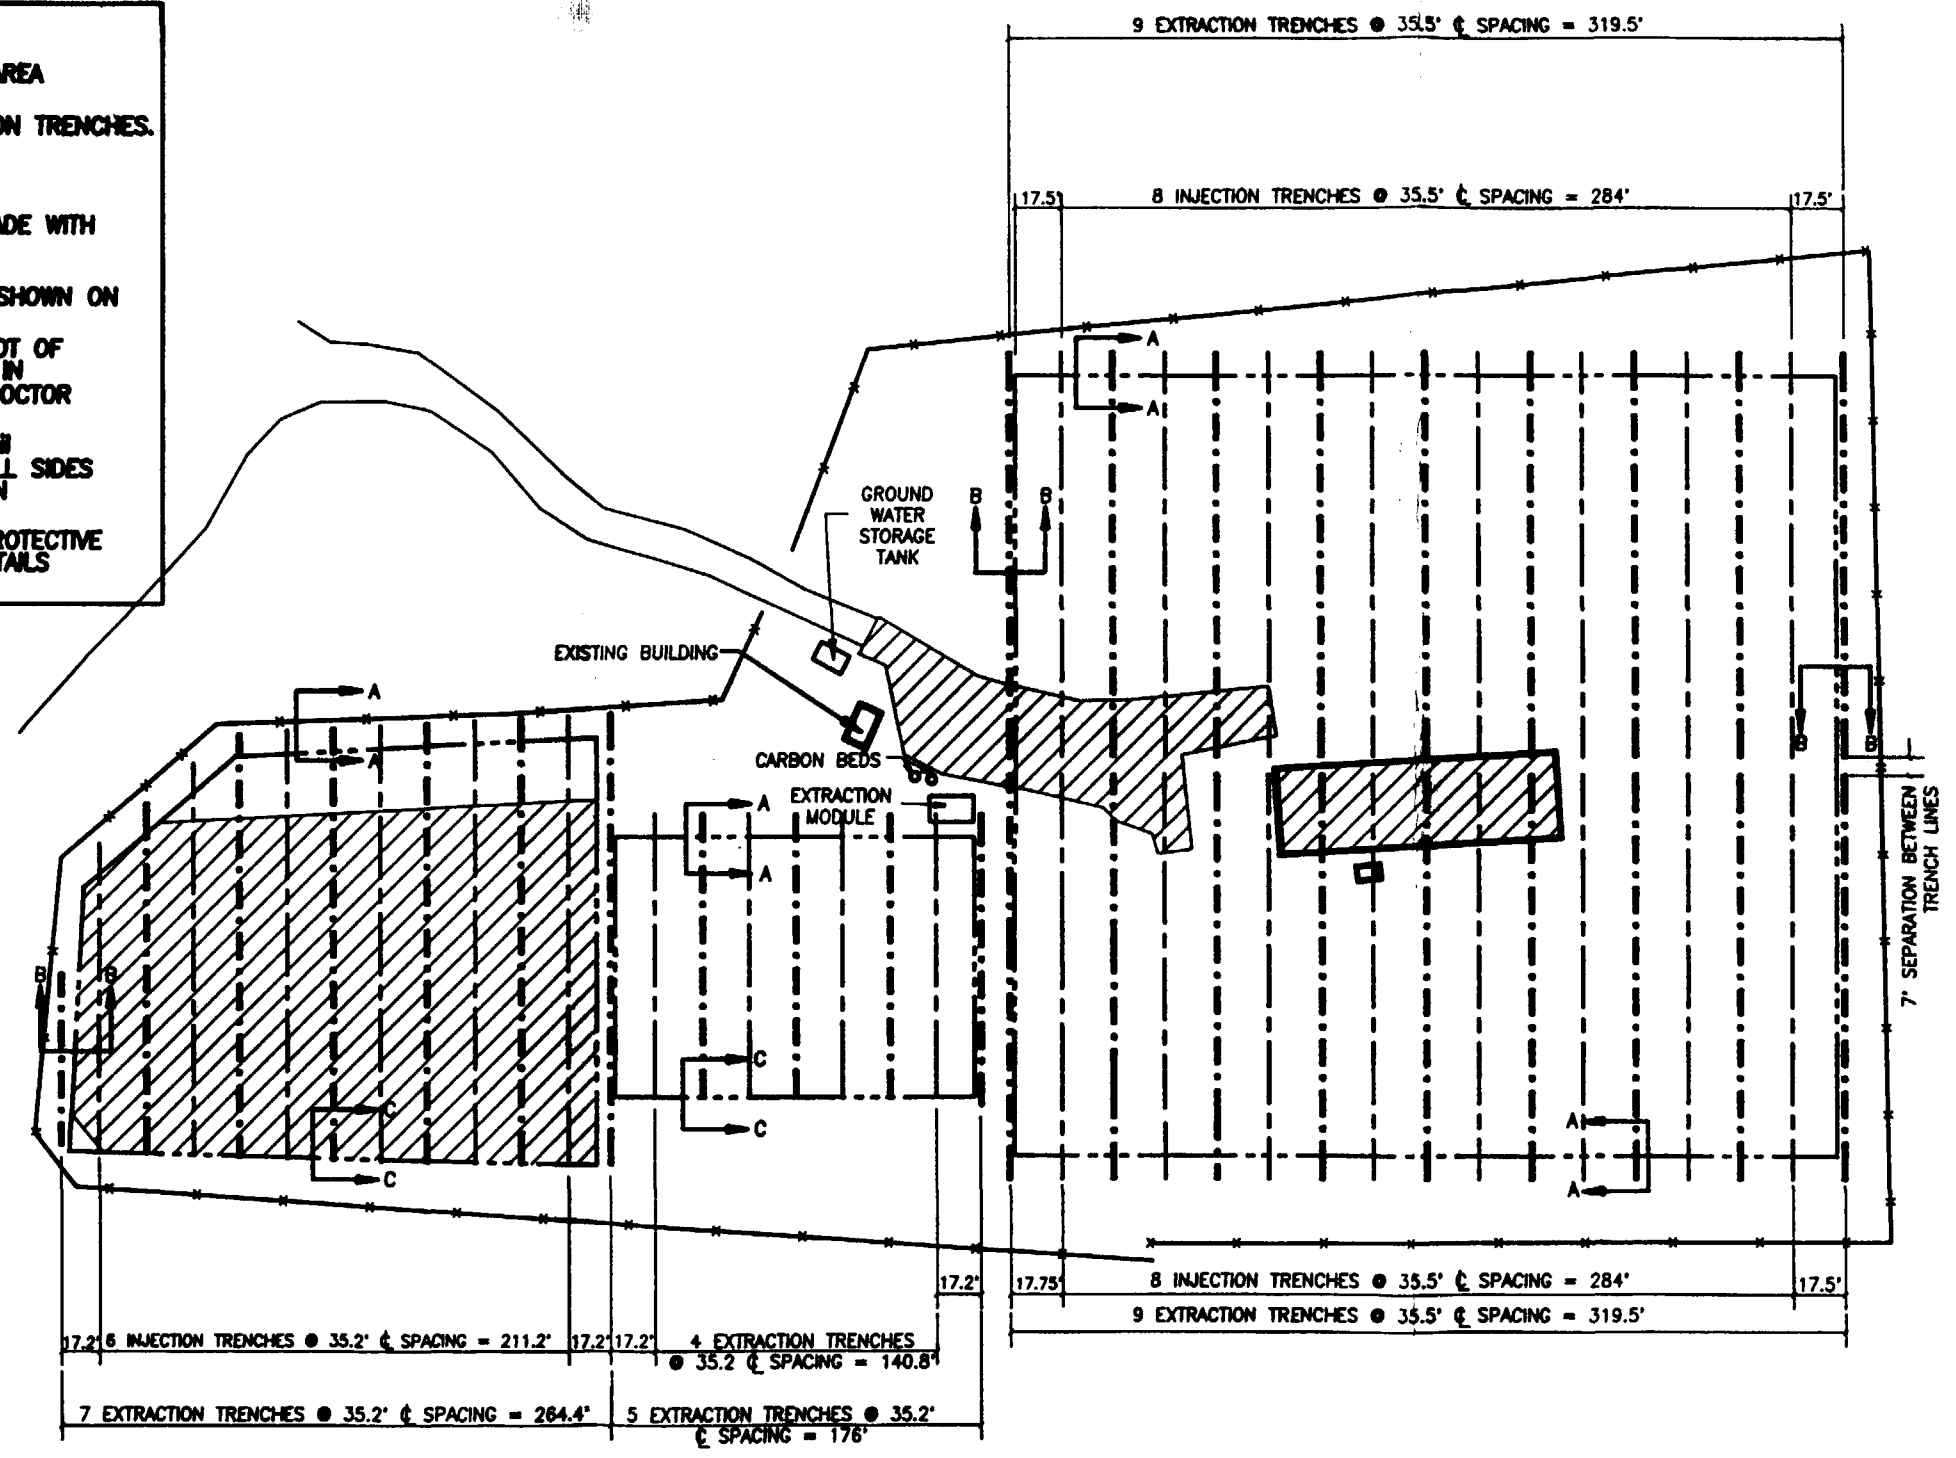 AREA
ON TRENCHES.
ADE WITH
SHOWN ON
OT OF
IN
OCTOR
LL SIDES
N
ROTECTIVE
TAILS
9 EXTRACTION TRENCHES @ 35.5' ℄ SPACING = 319.5'
17.5'
8 INJECTION TRENCHES @ 35.5' ℄ SPACING = 284'
17.5'
A
A
GROUND
WATER
STORAGE
TANK
B
B
EXISTING BUILDING
A
A
CARBON BEDS
EXTRACTION
MODULE
A
A
B
B
7' SEPARATION BETWEEN
TRENCH LINES
B
B
C
C
C
C
A
A
17.2'
17.75'
8 INJECTION TRENCHES @ 35.5' ℄ SPACING = 284'
17.5'
9 EXTRACTION TRENCHES @ 35.5' ℄ SPACING = 319.5'
17.2'
6 INJECTION TRENCHES @ 35.2' ℄ SPACING = 211.2'
17.2'
17.2'
4 EXTRACTION TRENCHES
@ 35.2 ℄ SPACING = 140.8'
7 EXTRACTION TRENCHES @ 35.2' ℄ SPACING = 264.4'
5 EXTRACTION TRENCHES @ 35.2'
℄ SPACING = 176'